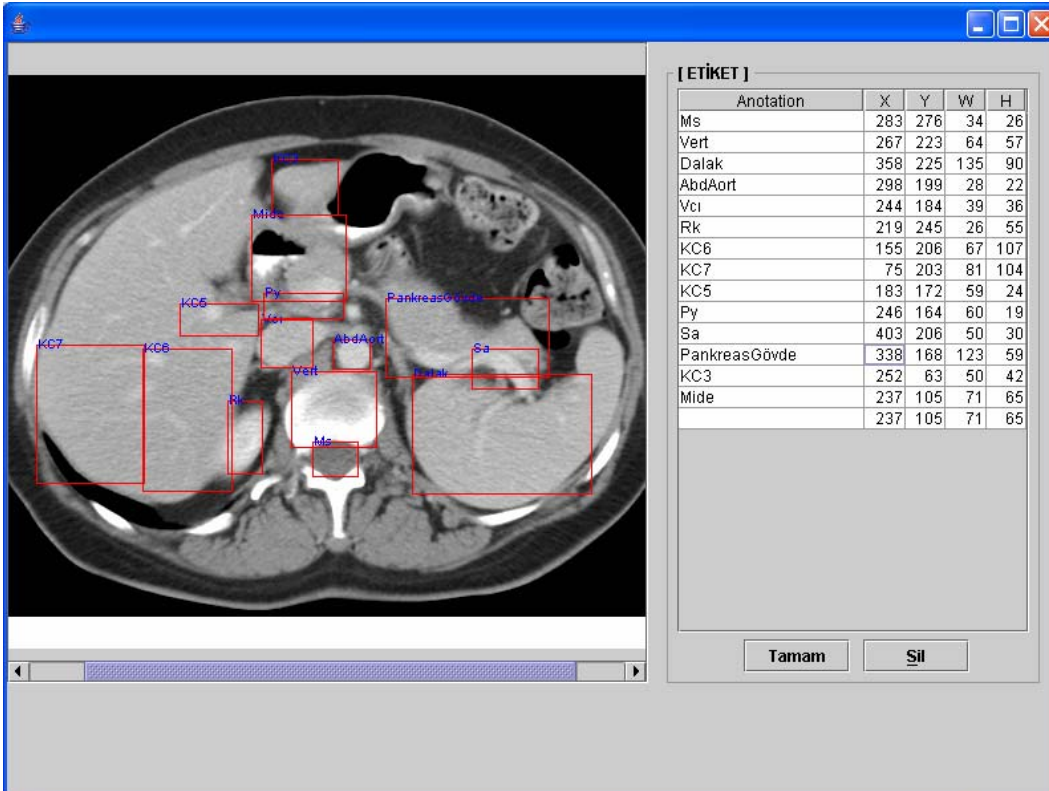 [ ETİKET ]
Anotation X Y W H
Ms 283 276 34 26
Vert 267 223 64 57
Dalak 358 225 135 90
AbdAort 298 199 28 22
Vcı 244 184 39 36
Rk 219 245 26 55
KC6 155 206 67 107
KC7 75 203 81 104
KC5 183 172 59 24
Py 246 164 60 19
Sa 403 206 50 30
PankreasGövde 338 168 123 59
KC3 252 63 50 42
Mide 237 105 71 65
237 105 71 65
Tamam Sil
KC3
Mide
Py PankreasGövde
KC5
Vcı
AbdAort
KC7 KC6 Sa
Vert Dalak
Rk
Ms